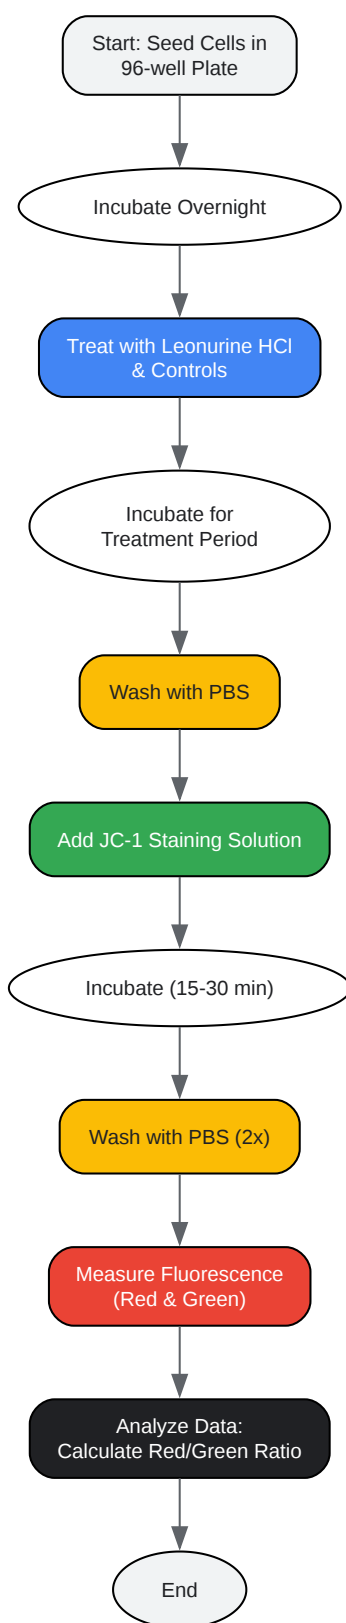 Start: Seed Cells in
96-well Plate
Incubate Overnight
Treat with Leonurine HCl
& Controls
Incubate for
Treatment Period
Wash with PBS
Add JC-1 Staining Solution
Incubate (15-30 min)
Wash with PBS (2x)
Measure Fluorescence
(Red & Green)
Analyze Data:
Calculate Red/Green Ratio
End